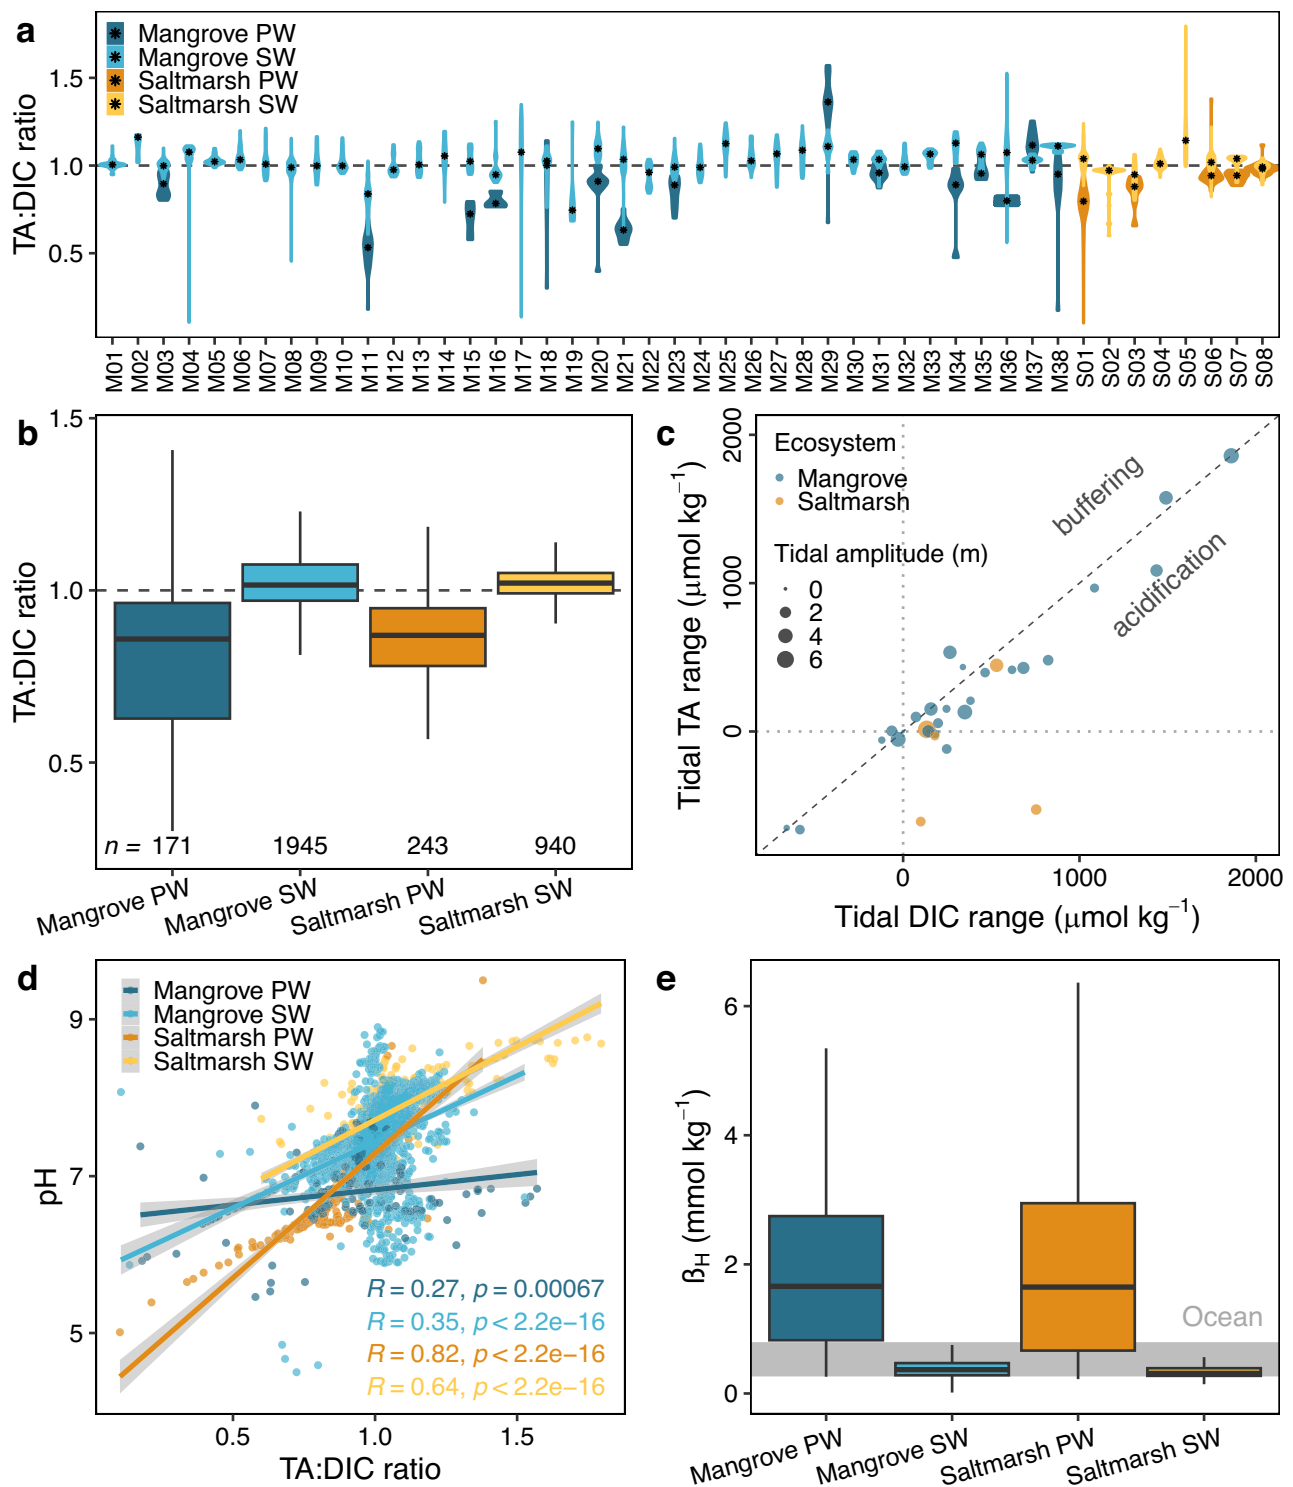 a
Mangrove PW
Mangrove SW
Saltmarsh PW
Saltmarsh SW
TA:DIC ratio
1.5
1.0
0.5
M01 M02 M03 M04 M05 M06 M07 M08 M09 M10 M11 M12 M13 M14 M15 M16 M17 M18 M19 M20 M21 M22 M23 M24 M25 M26 M27 M28 M29 M30 M31 M32 M33 M34 M35 M36 M37 M38 S01 S02 S03 S04 S05 S06 S07 S08
b
TA:DIC ratio
1.5
1.0
0.5
n = 171 1945 243 940
Mangrove PW Mangrove SW Saltmarsh PW Saltmarsh SW
c
Ecosystem
Mangrove
Saltmarsh
Tidal amplitude (m)
0
2
4
6
buffering
acidification
Tidal TA range (μmol kg⁻¹)
2000
1000
0
0 1000 2000
Tidal DIC range (μmol kg⁻¹)
d
Mangrove PW
Mangrove SW
Saltmarsh PW
Saltmarsh SW
pH
9
7
5
R = 0.27, p = 0.00067
R = 0.35, p < 2.2e−16
R = 0.82, p < 2.2e−16
R = 0.64, p < 2.2e−16
0.5 1.0 1.5
TA:DIC ratio
e
βH (mmol kg⁻¹)
6
4
2
0
Ocean
Mangrove PW Mangrove SW Saltmarsh PW Saltmarsh SW